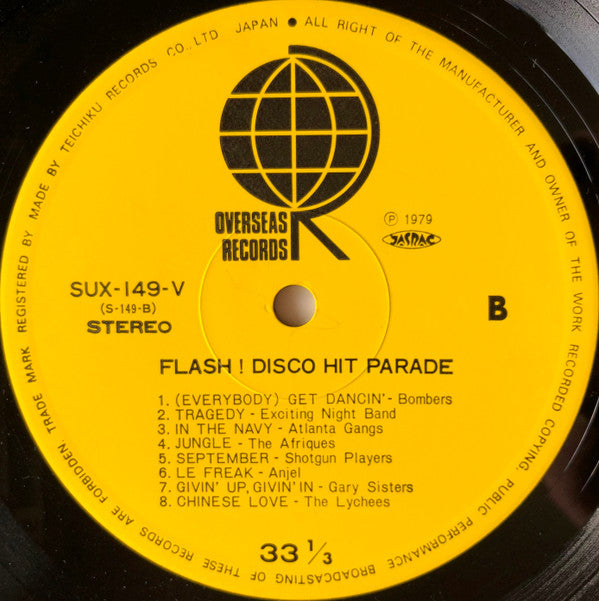 TRADE MARK REGISTERED BY MADE BY TEICHIKU RECORDS CO., LTD JAPAN • ALL RIGHT OF THE MANUFACTURER AND OWNER OF THE WORK RECORDED COPYING, PUBLIC PERFORMANCE BROADCASTING OF THESE RECORDS ARE FORBIDDEN
OVERSEAS
RECORDS
R
Ⓟ 1979
JASRAC
SUX-149-V
(S-149-B)
STEREO
B
FLASH ! DISCO HIT PARADE
1. (EVERYBODY) GET DANCIN' - Bombers
2. TRAGEDY - Exciting Night Band
3. IN THE NAVY - Atlanta Gangs
4. JUNGLE - The Afriques
5. SEPTEMBER - Shotgun Players
6. LE FREAK - Anjel
7. GIVIN' UP, GIVIN' IN - Gary Sisters
8. CHINESE LOVE - The Lychees
33 1/3